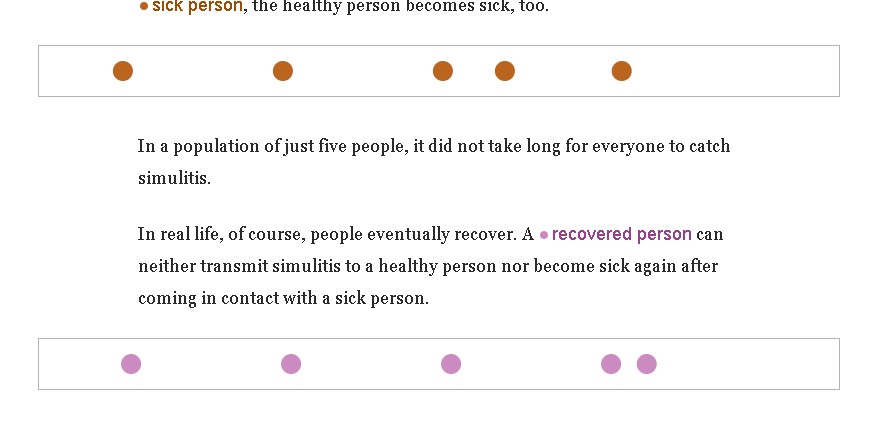 sick person, the healthy person becomes sick, too.
In a population of just five people, it did not take long for everyone to catch
simulitis.
In real life, of course, people eventually recover. A recovered person can
neither transmit simulitis to a healthy person nor become sick again after
coming in contact with a sick person.